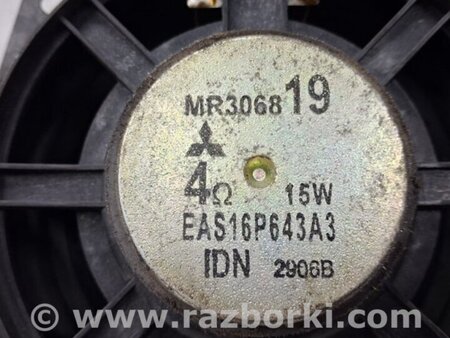 MR306819
4Ω 15W
EAS16P643A3
IDN 2906B
© www.razborki.com